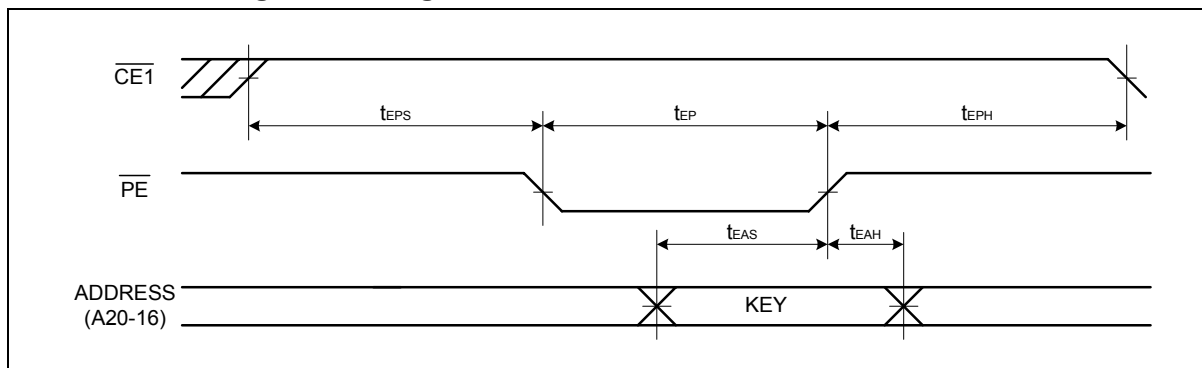 CE1
tEPS
tEP
tEPH
PE
tEAS
tEAH
ADDRESS
(A20-16)
KEY